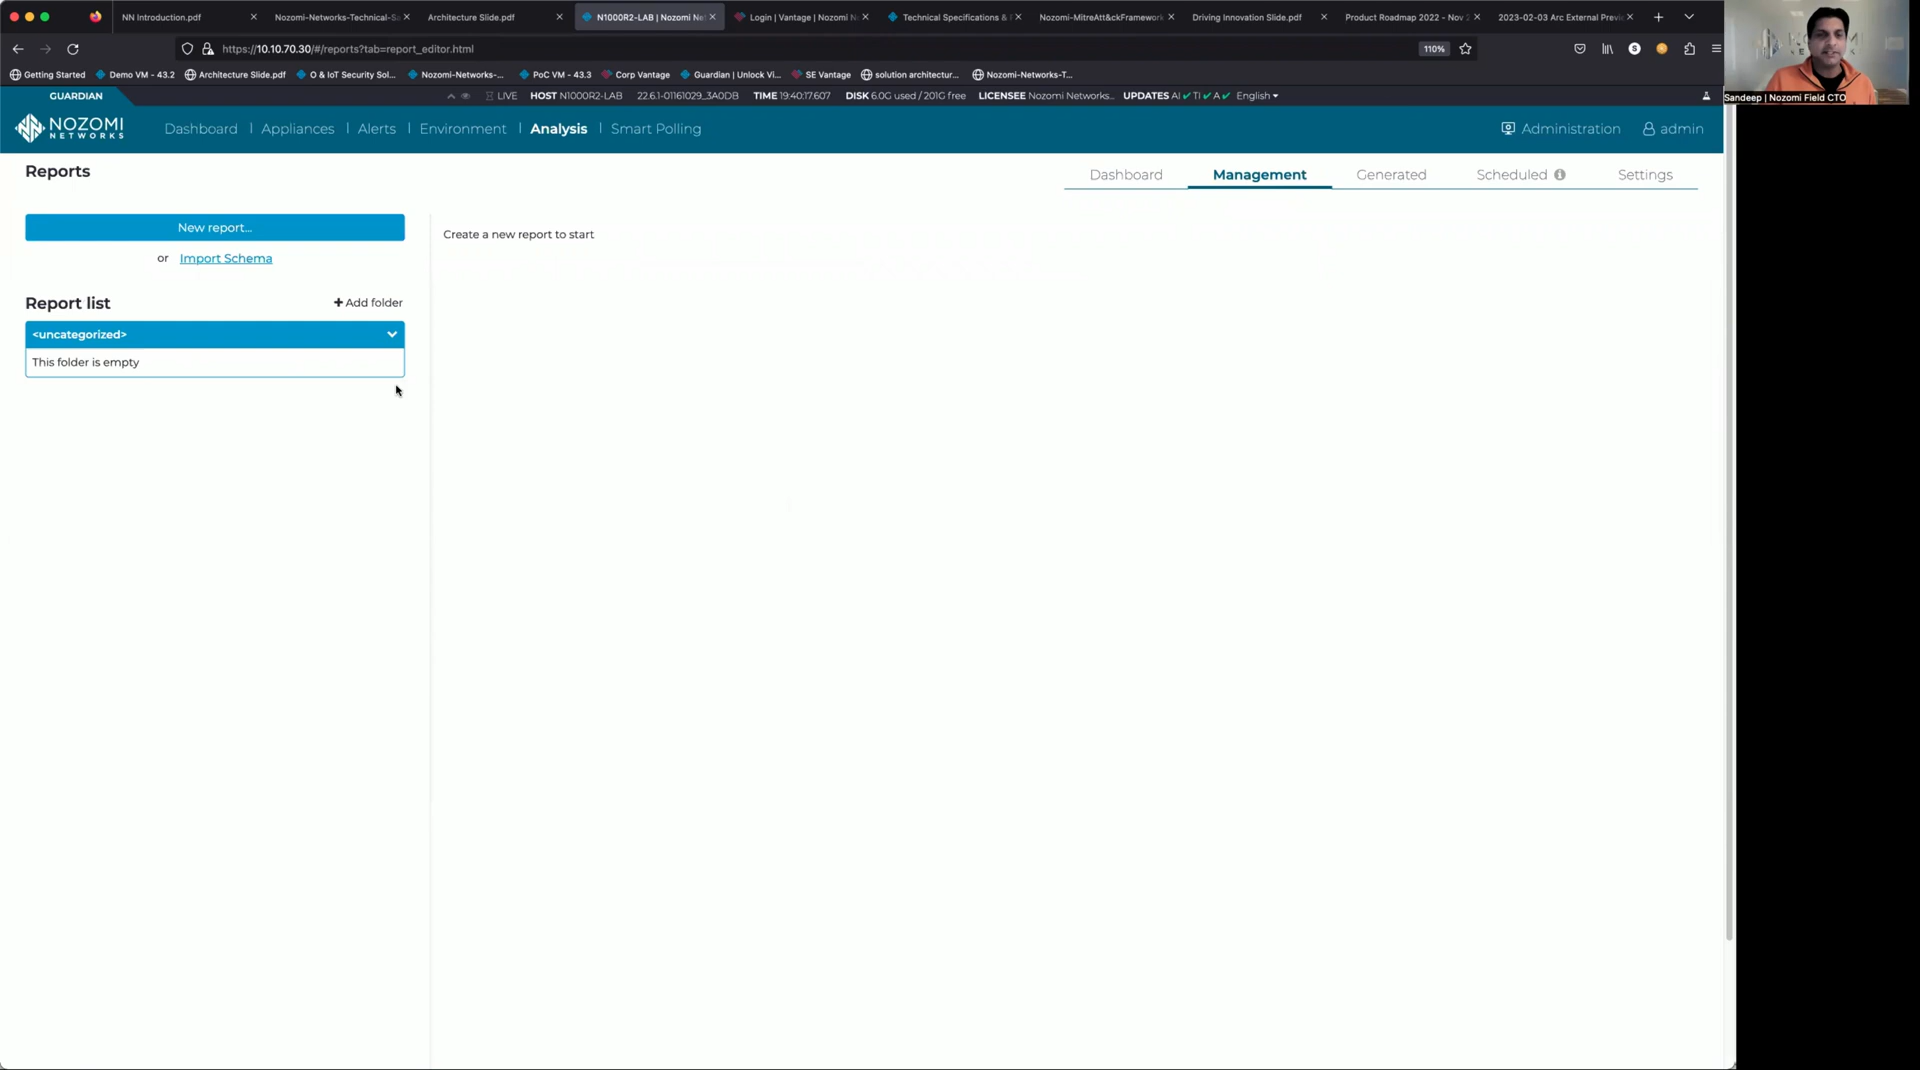 NN Introduction.pdf
Nozomi-Networks-Technical-Sa
Architecture Slide.pdf
N1000R2-LAB | Nozomi Net
Login | Vantage | Nozomi N
Technical Specifications &
Nozomi-MitreAtt&ckFramework
Driving Innovation Slide.pdf
Product Roadmap 2022 - Nov 2
2023-02-03 Arc External Previ
https://10.10.70.30/#/reports?tab=report_editor.html
110%
Getting Started
Demo VM - 43.2
Architecture Slide.pdf
O & IoT Security Sol...
Nozomi-Networks-...
PoC VM - 43.3
Corp Vantage
Guardian | Unlock Vi...
SE Vantage
solution architectur...
Nozomi-Networks-T...
Sandeep | Nozomi Field CTO
GUARDIAN
LIVE HOST N1000R2-LAB 22.6.1-01161029_3A0DB TIME 19:40:17.607 DISK 6.0G used / 201G free LICENSEE Nozomi Networks... UPDATES AI TI A English
NOZOMI
NETWORKS
Dashboard | Appliances | Alerts | Environment | Analysis | Smart Polling
Administration
admin
Reports
Dashboard
Management
Generated
Scheduled
Settings
New report...
or Import Schema
Create a new report to start
Report list
+ Add folder
<uncategorized>
This folder is empty